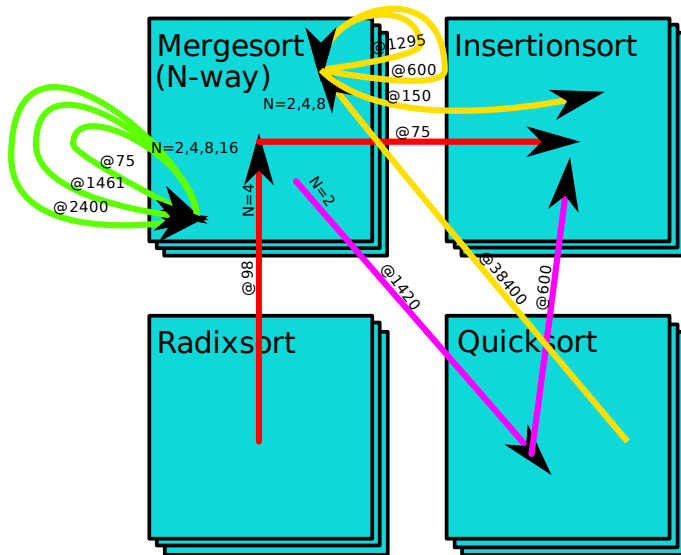 Mergesort
(N-way)
Insertionsort
@1295
@600
@150
N=2,4,8
@75
N=2,4,8,16
@75
@1461
@2400
N=4
N=2
@98
@1420
@38400
@600
Radixsort
Quicksort